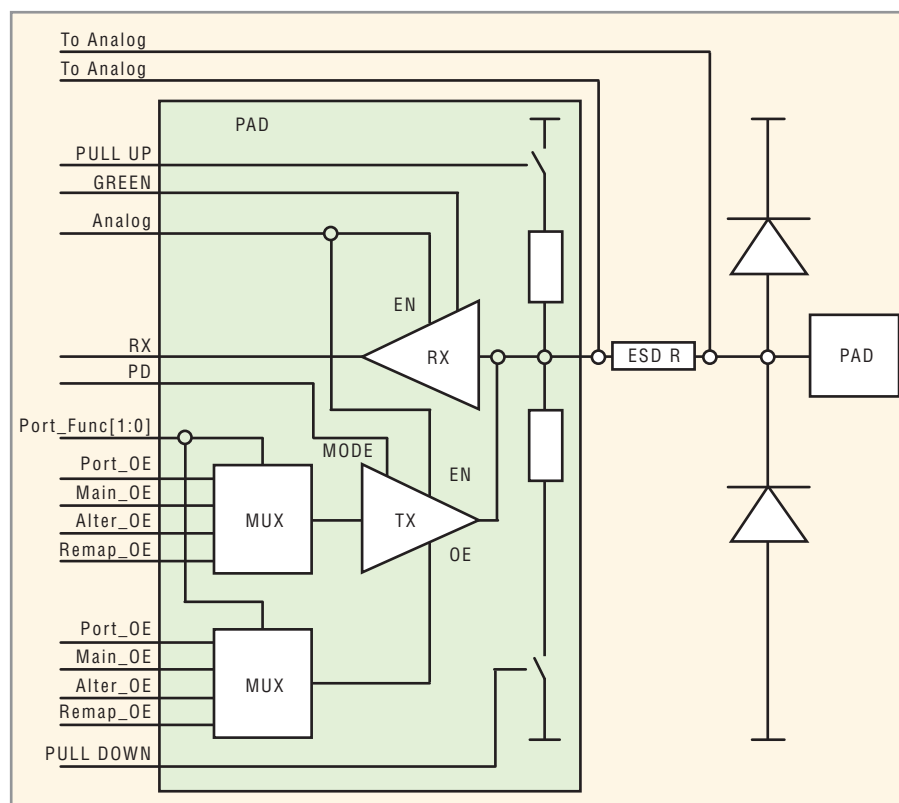 To Analog
To Analog
PAD
PULL UP
GREEN
Analog
EN
RX
RX
ESD R
PAD
PD
Port_Func[1:0]
MODE
Port_OE
EN
Main_OE
MUX
TX
Alter_OE
OE
Remap_OE
Port_OE
Main_OE
MUX
Alter_OE
Remap_OE
PULL DOWN